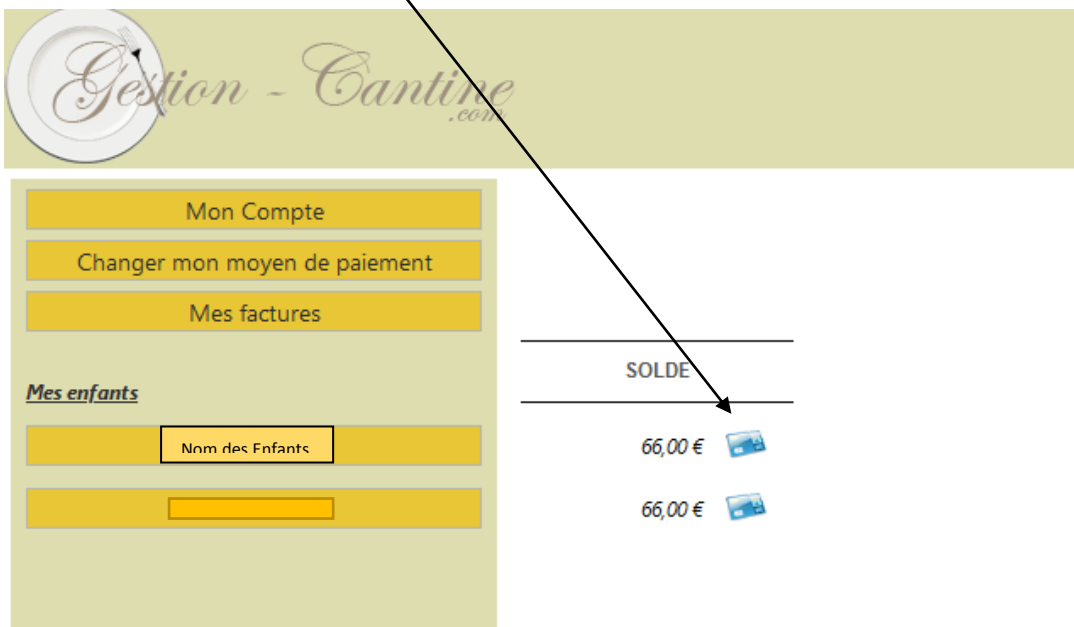 Gestion - Cantine
.com
Mon Compte
Changer mon moyen de paiement
Mes factures
SOLDE
Mes enfants
Nom des Enfants
66,00 €
66,00 €